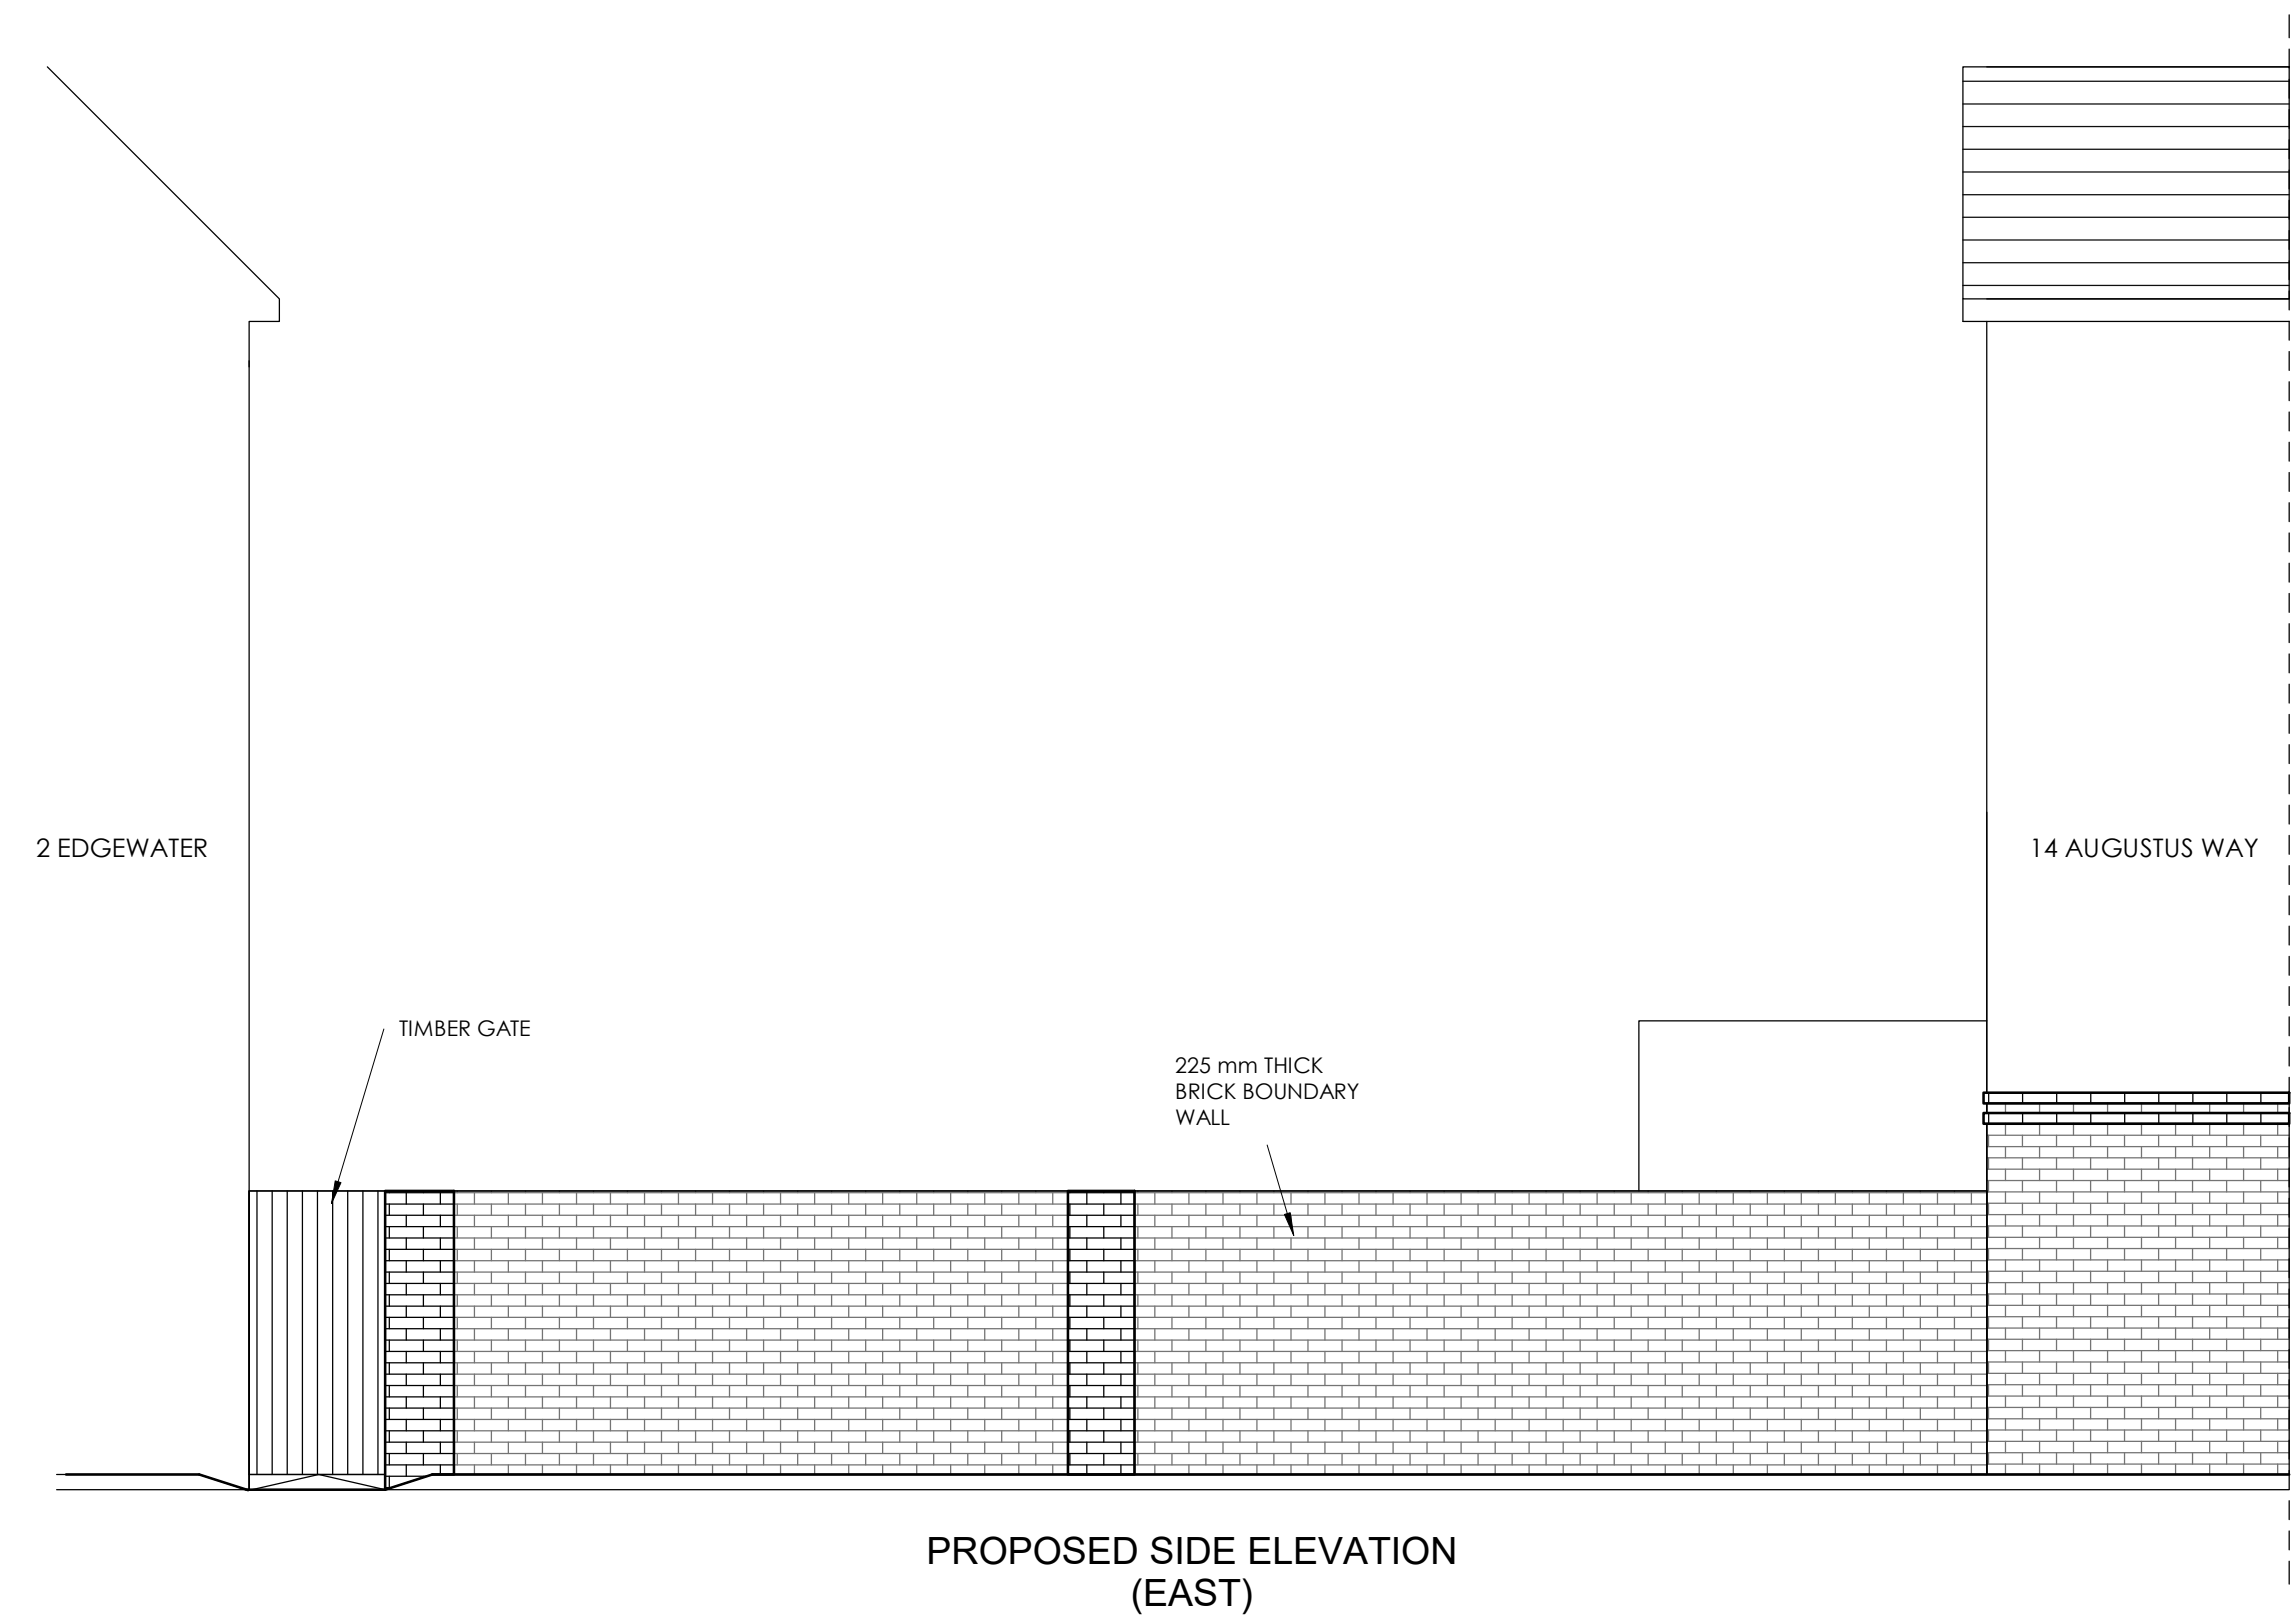 2 EDGEWATER
14 AUGUSTUS WAY
TIMBER GATE
225 mm THICK
BRICK BOUNDARY
WALL
PROPOSED SIDE ELEVATION
(EAST)